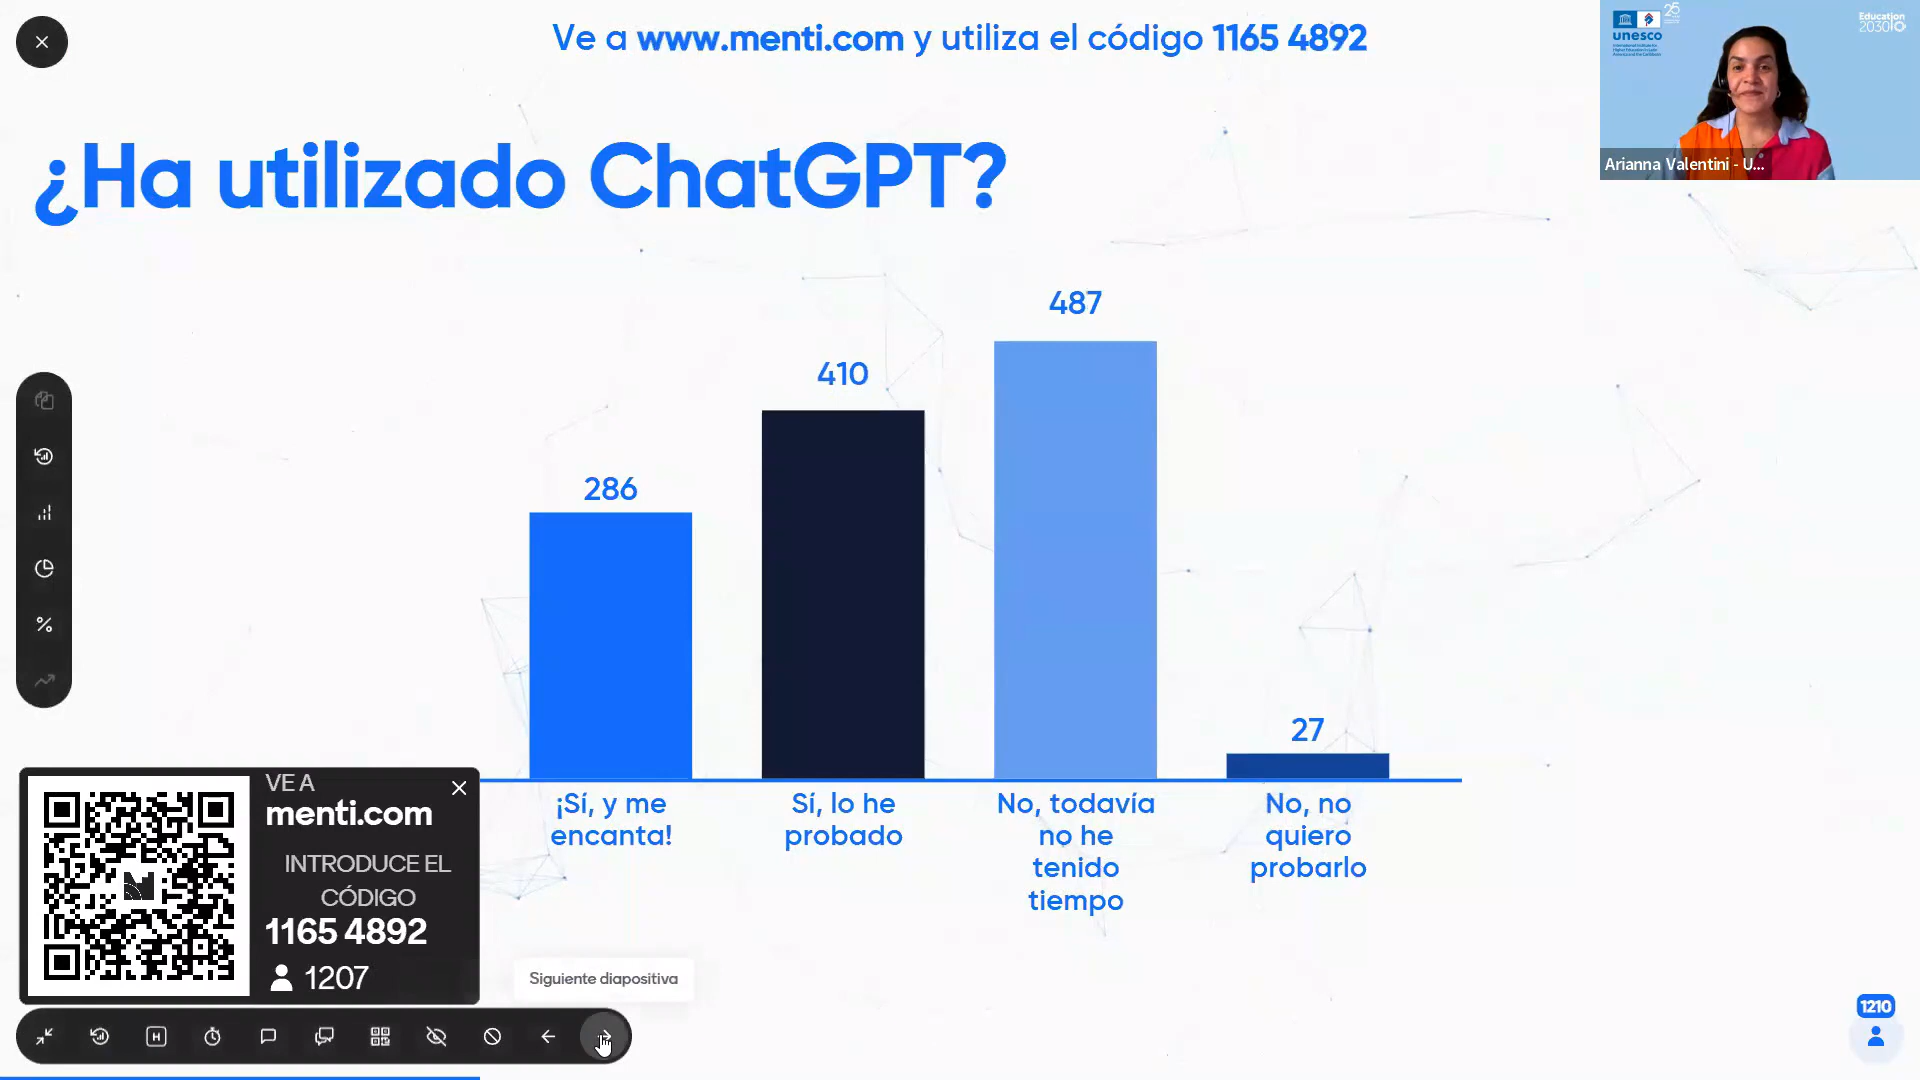 Ve a www.menti.com y utiliza el código 1165 4892
unesco
25
Education
2030
Arianna Valentini - U...
¿Ha utilizado ChatGPT?
487
410
286
27
¡Sí, y me
encanta!
Sí, lo he
probado
No, todavía
no he
tenido
tiempo
No, no
quiero
probarlo
VE A
menti.com
INTRODUCE EL
CÓDIGO
1165 4892
1207
Siguiente diapositiva
H
1210